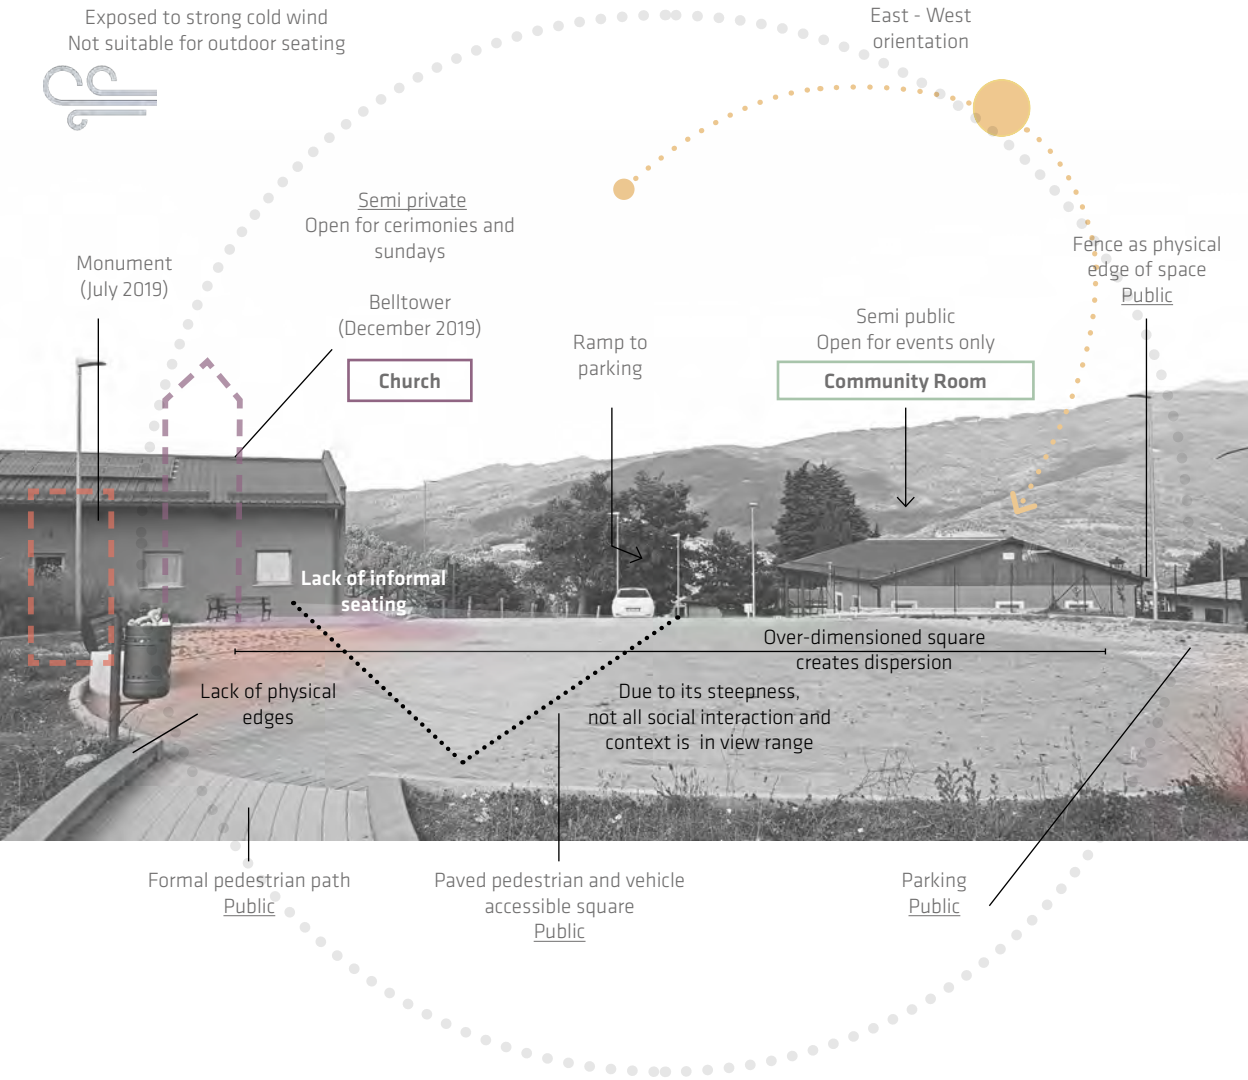 Exposed to strong cold wind
Not suitable for outdoor seating
East - West
orientation
Semi private
Open for cerimonies and
sundays
Monument
(July 2019)
Belltower
(December 2019)
Church
Ramp to
parking
Semi public
Open for events only
Community Room
Fence as physical
edge of space
Public
Lack of informal
seating
Over-dimensioned square
creates dispersion
Lack of physical
edges
Due to its steepness,
not all social interaction and
context is in view range
Formal pedestrian path
Public
Paved pedestrian and vehicle
accessible square
Public
Parking
Public